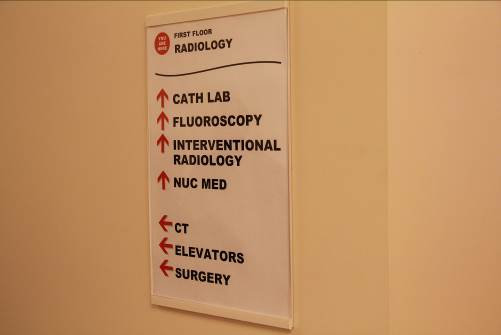 YOU
ARE
HERE
FIRST FLOOR
RADIOLOGY
CATH LAB
FLUOROSCOPY
INTERVENTIONAL
RADIOLOGY
NUC MED
CT
ELEVATORS
SURGERY